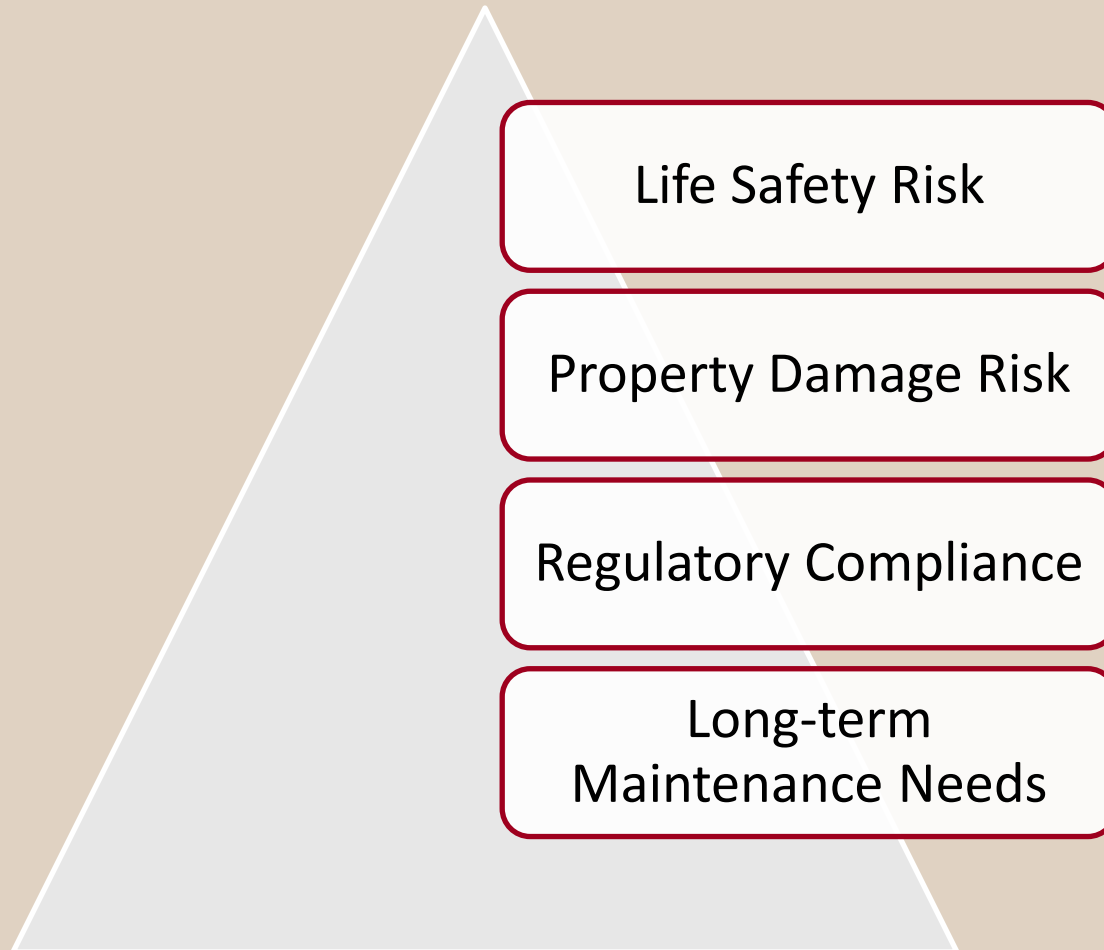 Life Safety Risk
Property Damage Risk
Regulatory Compliance
Long-term
Maintenance Needs